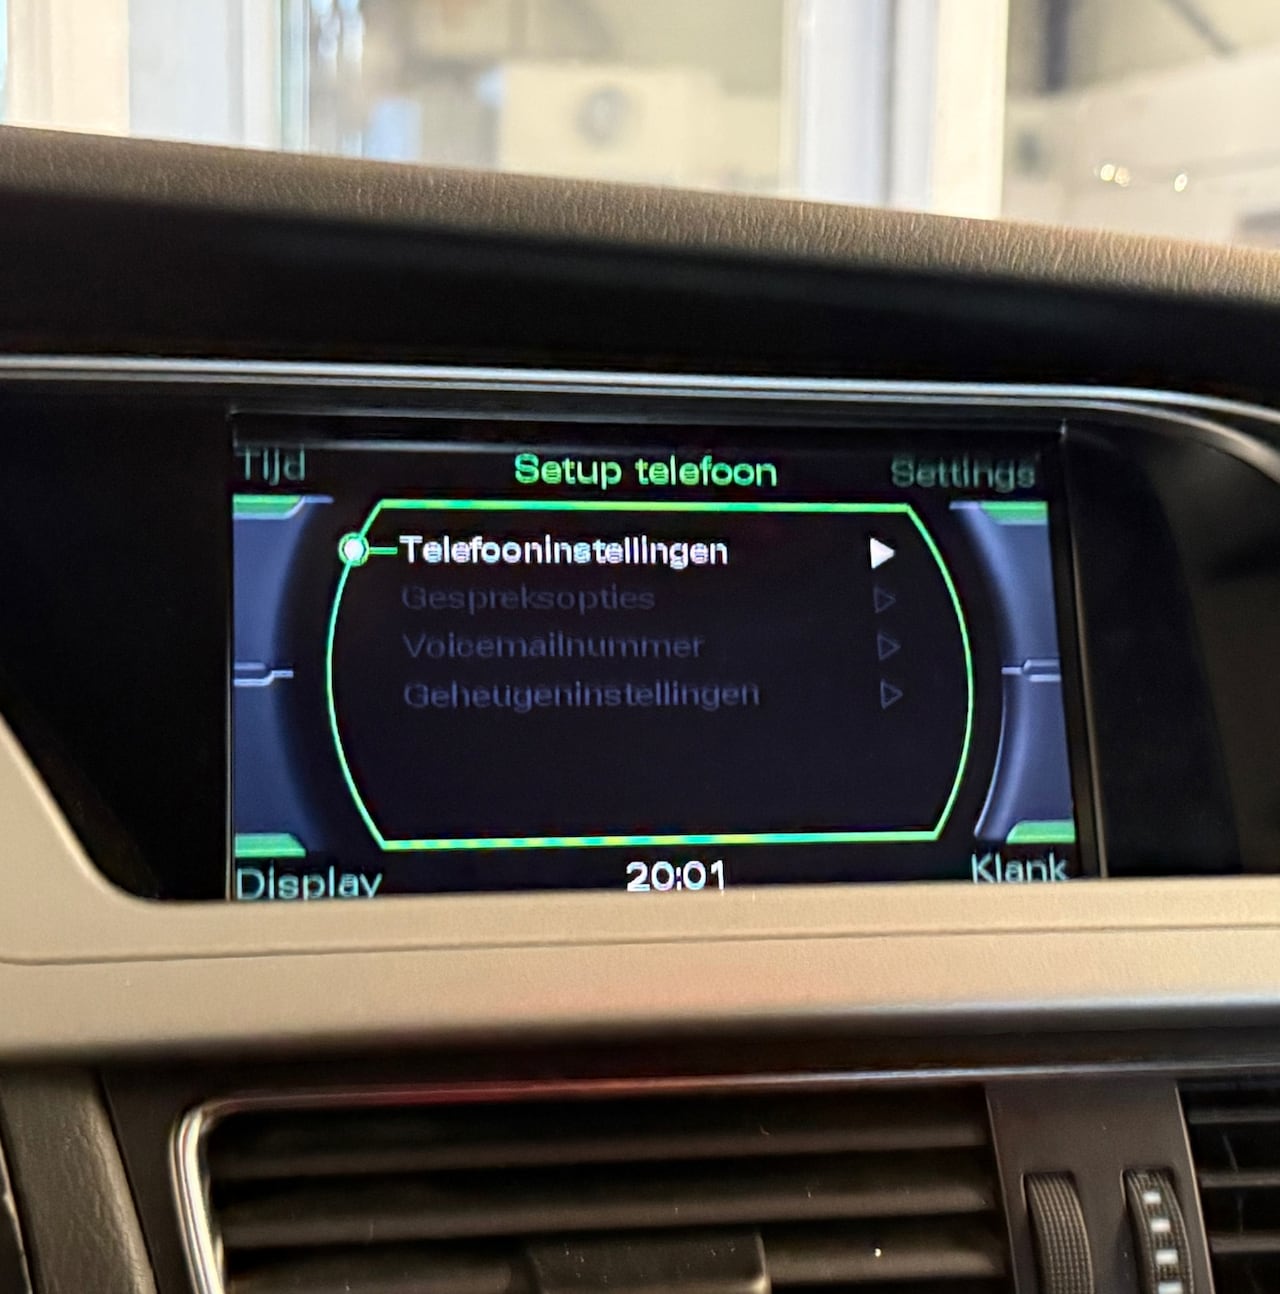 Tijd Setup telefoon Settings
Telefooninstellingen
Gespreksopties
Voicemailnummer
Geheugeninstellingen
Display 20:01 Klank